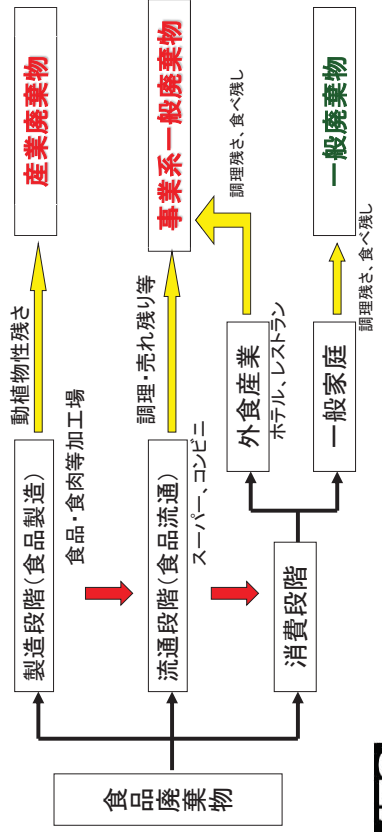 食品廃棄物
製造段階(食品製造)
食品・食肉等加工場
動植物性残さ
産業廃棄物
流通段階(食品流通)
スーパー、コンビニ
調理・売れ残り等
事業系一般廃棄物
消費段階
外食産業
ホテル、レストラン
調理残さ、食べ残し
一般家庭
調理残さ、食べ残し
一般廃棄物